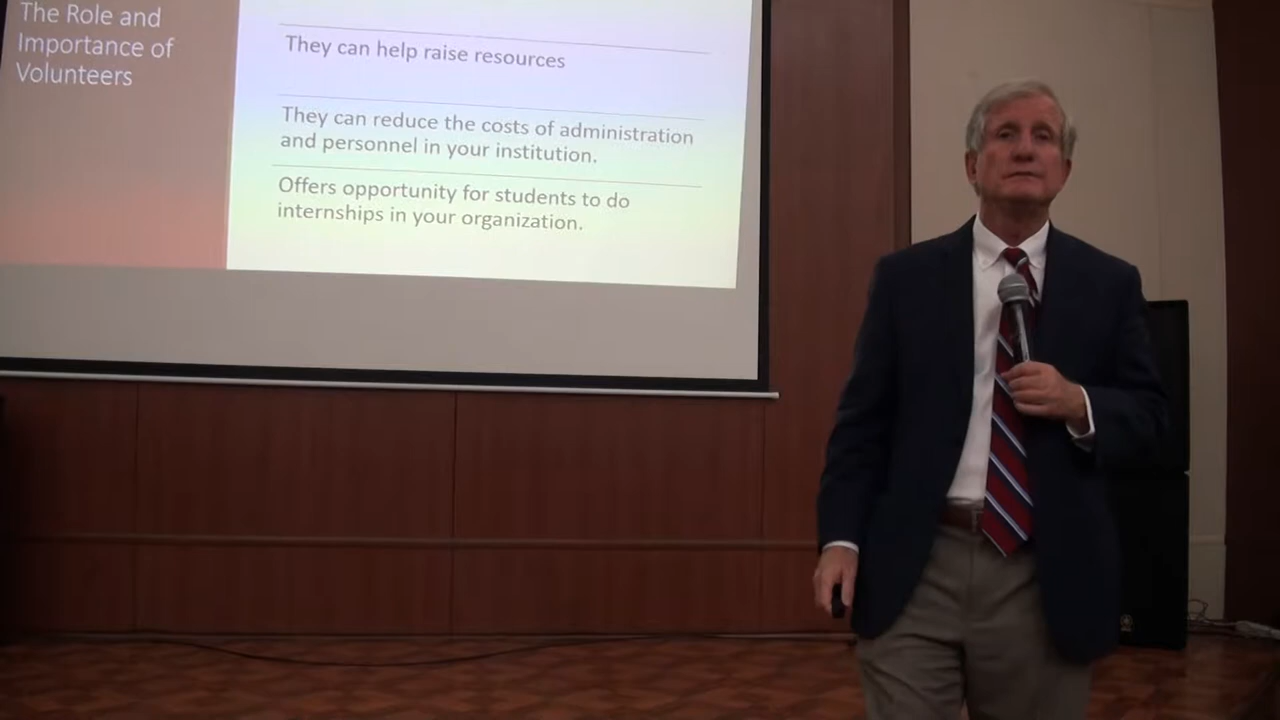 The Role and
Importance of
Volunteers
They can help raise resources
They can reduce the costs of administration
and personnel in your institution.
Offers opportunity for students to do
internships in your organization.